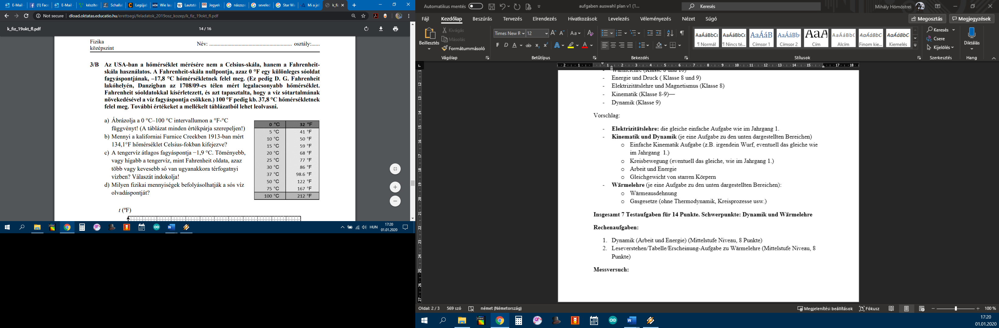 E-Mail -
(1) Face
E-Mail -
készíter
Schallal
Legújab
Wie lau
Lautstä
Jegyek
nászsze
seveled
Star Wa
Mi a jel
k_fiz
Not secure | dload.oktatas.educatio.hu/erettsegi/feladatok_2019osz_kozep/k_fiz_19okt_fl.pdf
k_fiz_19okt_fl.pdf
14 / 16
Fizika
középszint
Név: ........................................................... osztály:......
3/B Az USA-ban a hőmérséklet mérésére nem a Celsius-skála, hanem a Fahrenheit-
skála használatos. A Fahrenheit-skála nullpontja, azaz 0 °F egy különleges sóoldat
fagyáspontjának, –17,8 °C hőmérsékletnek felel meg. (Ez pedig D. G. Fahrenheit
lakóhelyén, Danzigban az 1708/09-es télen mért legalacsonyabb hőmérséklet.
Fahrenheit sóoldatokkal kísérletezett, és azt tapasztalta, hogy a víz sótartalmának
növekedésével a víz fagyáspontja csökken.) 100 °F pedig kb. 37,8 °C hőmérsékletnek
felel meg. További értékeket a mellékelt táblázatból lehet leolvasni.
a) Ábrázolja a 0 °C–100 °C intervallumon a °F-°C
függvényt! (A táblázat minden értékpárja szerepeljen!)
b) Mennyi a kaliforniai Furnice Creekben 1913-ban mért
134,1°F hőmérséklet Celsius-fokban kifejezve?
c) A tengervíz átlagos fagyáspontja −1,9 °C. Töményebb,
vagy hígabb a tengervíz, mint Fahrenheit oldata, azaz
több vagy kevesebb só van ugyanakkora térfogatnyi
vízben? Válaszát indokolja!
d) Milyen fizikai mennyiségek befolyásolhatják a sós víz
olvadáspontját?
0 °C 32 °F
5 °C 41 °F
10 °C 50 °F
15 °C 59 °F
20 °C 68 °F
25 °C 77 °F
30 °C 86 °F
37 °C 98.6 °F
50 °C 122 °F
75 °C 167 °F
100 °C 212 °F
t (°F)
HUN
17:20
01.01.2020
Automatikus mentés
aufgaben auswahl plan v1 (1...
Keresés
Mihály Hömöstrei
Fájl Kezdőlap Beszúrás Tervezés Elrendezés Hivatkozások Levelezés Véleményezés Nézet Súgó
Megosztás
Megjegyzések
Beillesztés
Kivágás
Másolás
Formátummásoló
Vágólap
Times New R
12
Betűtípus
Bekezdés
AaÁáBbCc
¶ Normál
AaÁáBbCc
¶ Nincs té...
AaÁáB
Címsor 1
AaÁáBb
Címsor 2
AaÁ
Cím
AaÁáBbC
Alcím
AaÁáBbC
Finom kie...
AaÁáBbC
Kiemelés
Stílusok
Keresés
Csere
Kijelölés
Szerkesztés
Diktálás
Hang
- Wärmelehre (Klasse 8 und 10)
- Energie und Druck ( Klasse 8 und 9)
- Elektrizitätslehre und Magnetismus (Klasse 8)
- Kinematik (Klasse 8-9)—
- Dynamik (Klasse 9)
Vorschlag:
- Elektrizitätslehre: die gleiche einfache Aufgabe wie im Jahrgang 1.
- Kinematik und Dynamik (je eine Aufgabe zu den unten dargestellten Bereichen)
o Einfache Kinematik Aufgabe (z.B. irgendein Wurf, eventuell das gleiche wie
im Jahrgang 1.)
o Kreisbewegung (eventuell das gleiche, wie im Jahrgang 1.)
o Arbeit und Energie
o Gleichgewicht von starren Körpern
- Wärmelehre (je eine Aufgabe zu den unten dargestellten Bereichen):
o Wärmeausdehnung
o Gasgesetze (ohne Thermodynamik, Kreisprozesse usw.)
Insgesamt 7 Testaufgaben für 14 Punkte. Schwerpunkte: Dynamik und Wärmelehre
Rechenaufgaben:
1. Dynamik (Arbeit und Energie) (Mittelstufe Niveau, 8 Punkte)
2. Leseverstehen/Tabelle/Erscheinung-Aufgabe zu Wärmelehre (Mittelstufe Niveau, 8
Punkte)
Messversuch:
Oldal: 2 / 3
569 szó
német (Németország)
Megjelenítési beállítások
Fókusz
100 %
17:20
01.01.2020